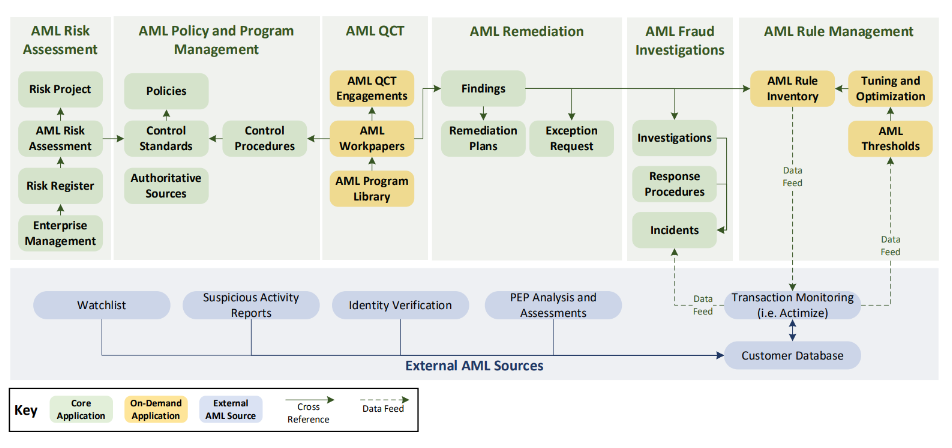 AML Risk
Assessment
AML Policy and Program
Management
AML QCT
AML Remediation
AML Fraud
Investigations
AML Rule Management
Risk Project
AML Risk
Assessment
Risk Register
Enterprise
Management
Policies
Control
Standards
Control
Procedures
Authoritative
Sources
AML QCT
Engagements
AML
Workpapers
AML Program
Library
Findings
Remediation
Plans
Exception
Request
Investigations
Response
Procedures
Incidents
AML Rule
Inventory
Tuning and
Optimization
AML
Thresholds
Data
Feed
Data
Feed
Data
Feed
Watchlist
Suspicious Activity
Reports
Identity Verification
PEP Analysis and
Assessments
Transaction Monitoring
(i.e. Actimize)
Customer Database
External AML Sources
Key
Core
Application
On-Demand
Application
External
AML Source
Cross
Reference
Data Feed